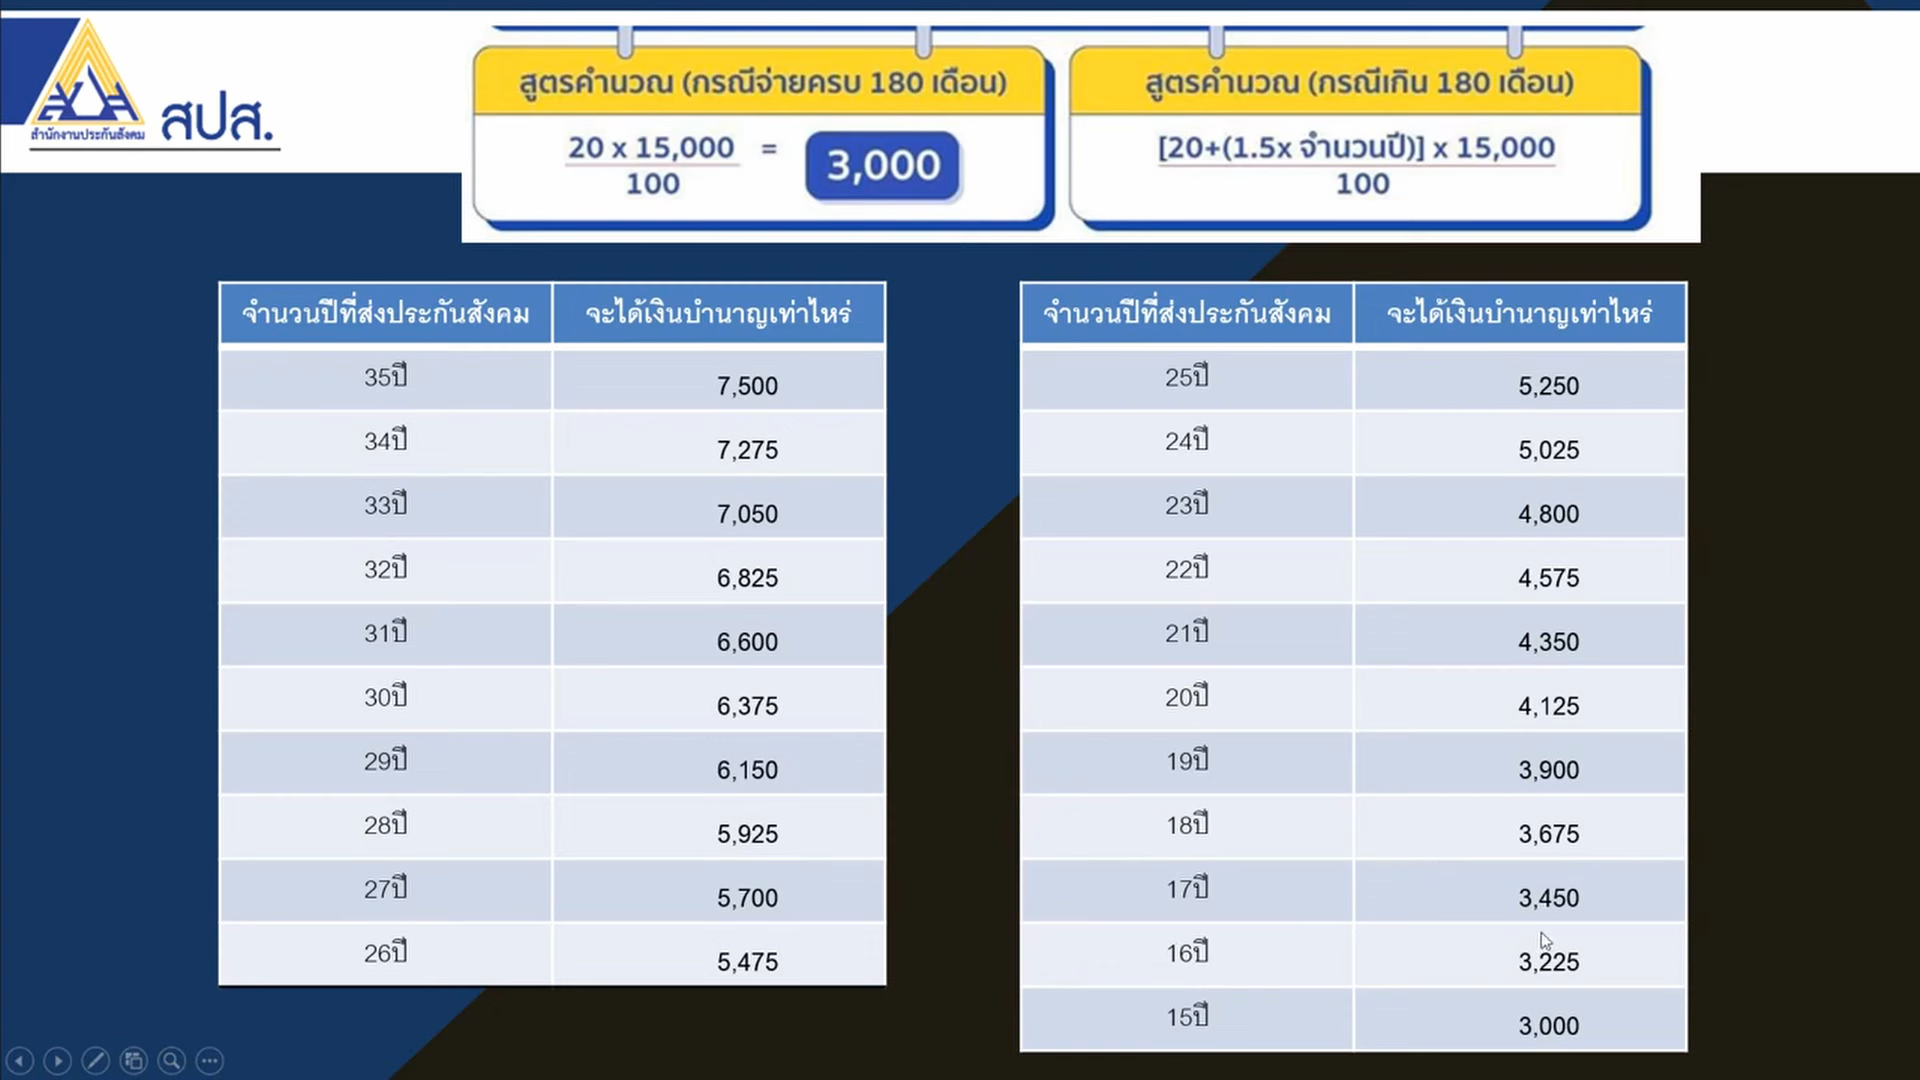 สำนักงานประกันสังคม
สปส.
สูตรคำนวณ (กรณีจ่ายครบ 180 เดือน)
20 x 15,000
=
3,000
100
สูตรคำนวณ (กรณีเกิน 180 เดือน)
[20+(1.5x จำนวนปี)] x 15,000
100
จำนวนปีที่ส่งประกันสังคม จะได้เงินบำนาญเท่าไหร่
35ปี 7,500
34ปี 7,275
33ปี 7,050
32ปี 6,825
31ปี 6,600
30ปี 6,375
29ปี 6,150
28ปี 5,925
27ปี 5,700
26ปี 5,475
จำนวนปีที่ส่งประกันสังคม จะได้เงินบำนาญเท่าไหร่
25ปี 5,250
24ปี 5,025
23ปี 4,800
22ปี 4,575
21ปี 4,350
20ปี 4,125
19ปี 3,900
18ปี 3,675
17ปี 3,450
16ปี 3,225
15ปี 3,000